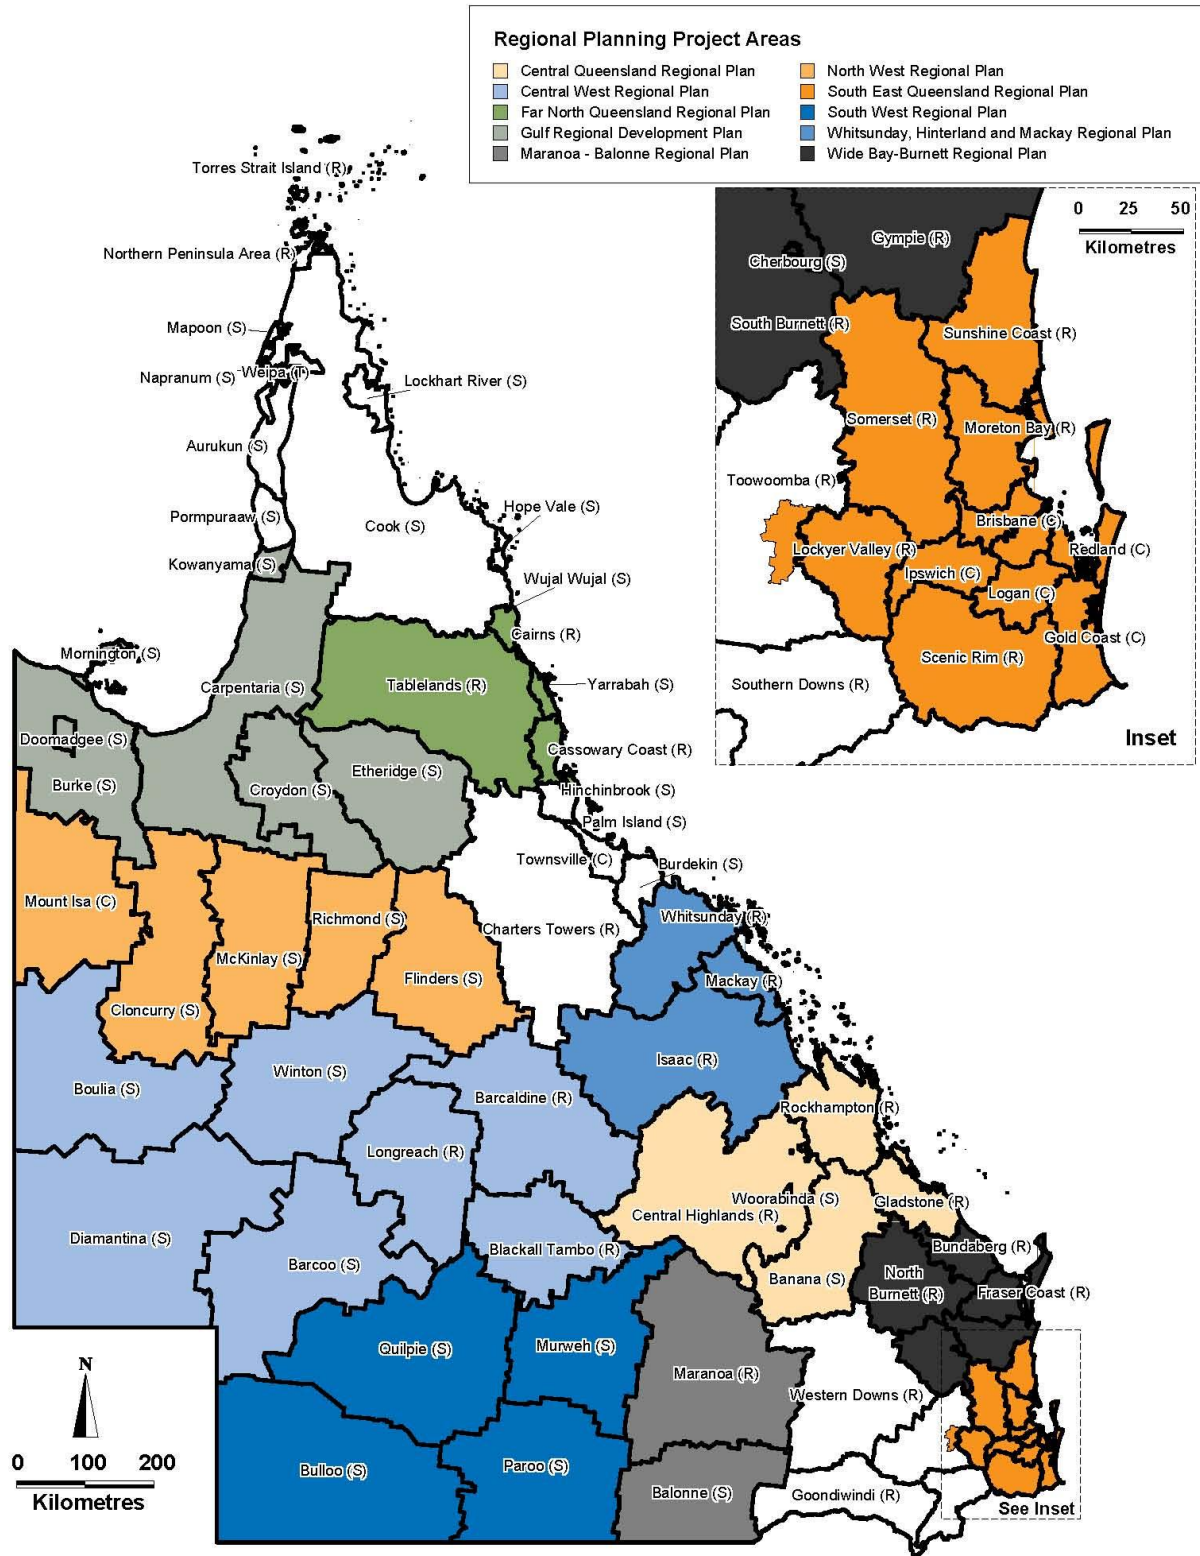 Regional Planning Project Areas
Central Queensland Regional Plan
Central West Regional Plan
Far North Queensland Regional Plan
Gulf Regional Development Plan
Maranoa - Balonne Regional Plan
North West Regional Plan
South East Queensland Regional Plan
South West Regional Plan
Whitsunday, Hinterland and Mackay Regional Plan
Wide Bay-Burnett Regional Plan
Torres Strait Island (R)
Northern Peninsula Area (R)
Mapoon (S)
Napranum (S)
Weipa (T)
Lockhart River (S)
Aurukun (S)
Pormpuraaw (S)
Cook (S)
Hope Vale (S)
Kowanyama (S)
Wujal Wujal (S)
Cairns (R)
Mornington (S)
Carpentaria (S)
Tablelands (R)
Yarrabah (S)
Doomadgee (S)
Cassowary Coast (R)
Burke (S)
Croydon (S)
Etheridge (S)
Hinchinbrook (S)
Palm Island (S)
Townsville (C)
Burdekin (S)
Mount Isa (C)
Richmond (S)
Charters Towers (R)
Whitsunday (R)
McKinlay (S)
Flinders (S)
Mackay (R)
Cloncurry (S)
Isaac (R)
Boulia (S)
Winton (S)
Barcaldine (R)
Rockhampton (R)
Longreach (R)
Woorabinda (S)
Gladstone (R)
Central Highlands (R)
Diamantina (S)
Barcoo (S)
Blackall Tambo (R)
Banana (S)
Bundaberg (R)
North
Burnett (R)
Fraser Coast (R)
Quilpie (S)
Murweh (S)
Maranoa (R)
Western Downs (R)
Bulloo (S)
Paroo (S)
Balonne (S)
Goondiwindi (R)
See Inset
N
0 100 200
Kilometres
0 25 50
Kilometres
Gympie (R)
Cherbourg (S)
South Burnett (R)
Sunshine Coast (R)
Somerset (R)
Moreton Bay (R)
Toowoomba (R)
Brisbane (C)
Lockyer Valley (R)
Redland (C)
Ipswich (C)
Logan (C)
Gold Coast (C)
Scenic Rim (R)
Southern Downs (R)
Inset